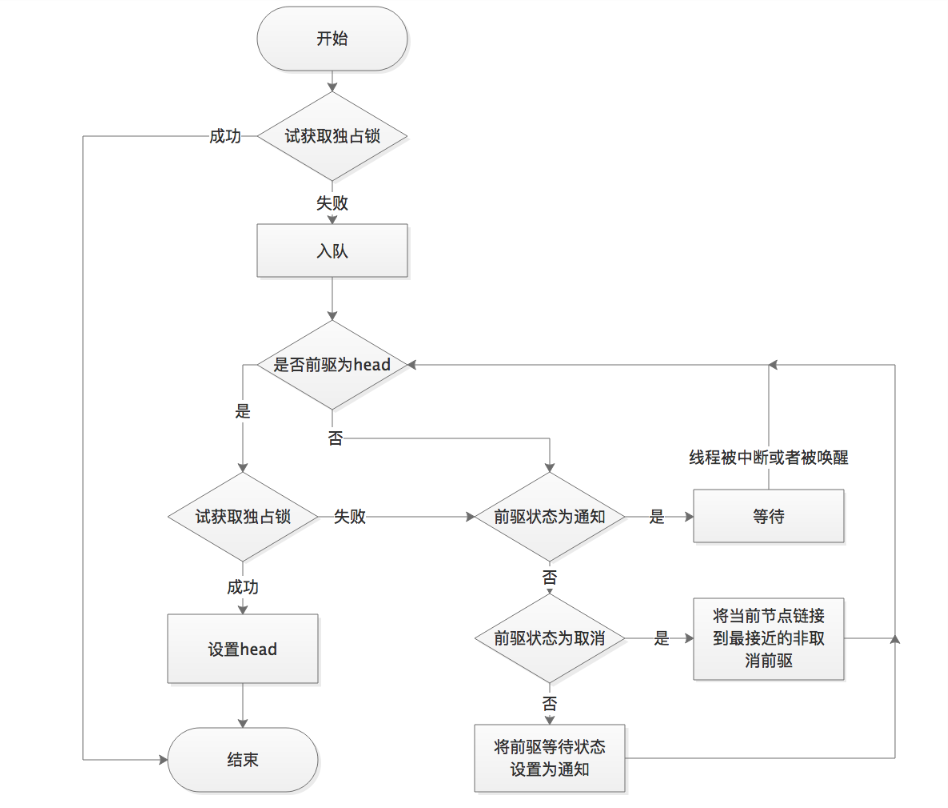 开始
成功
试获取独占锁
失败
入队
是否前驱为head
是
否
线程被中断或者被唤醒
试获取独占锁
失败
前驱状态为通知
是
等待
成功
否
设置head
前驱状态为取消
是
将当前节点链接
到最接近的非取
消前驱
否
结束
将前驱等待状态
设置为通知